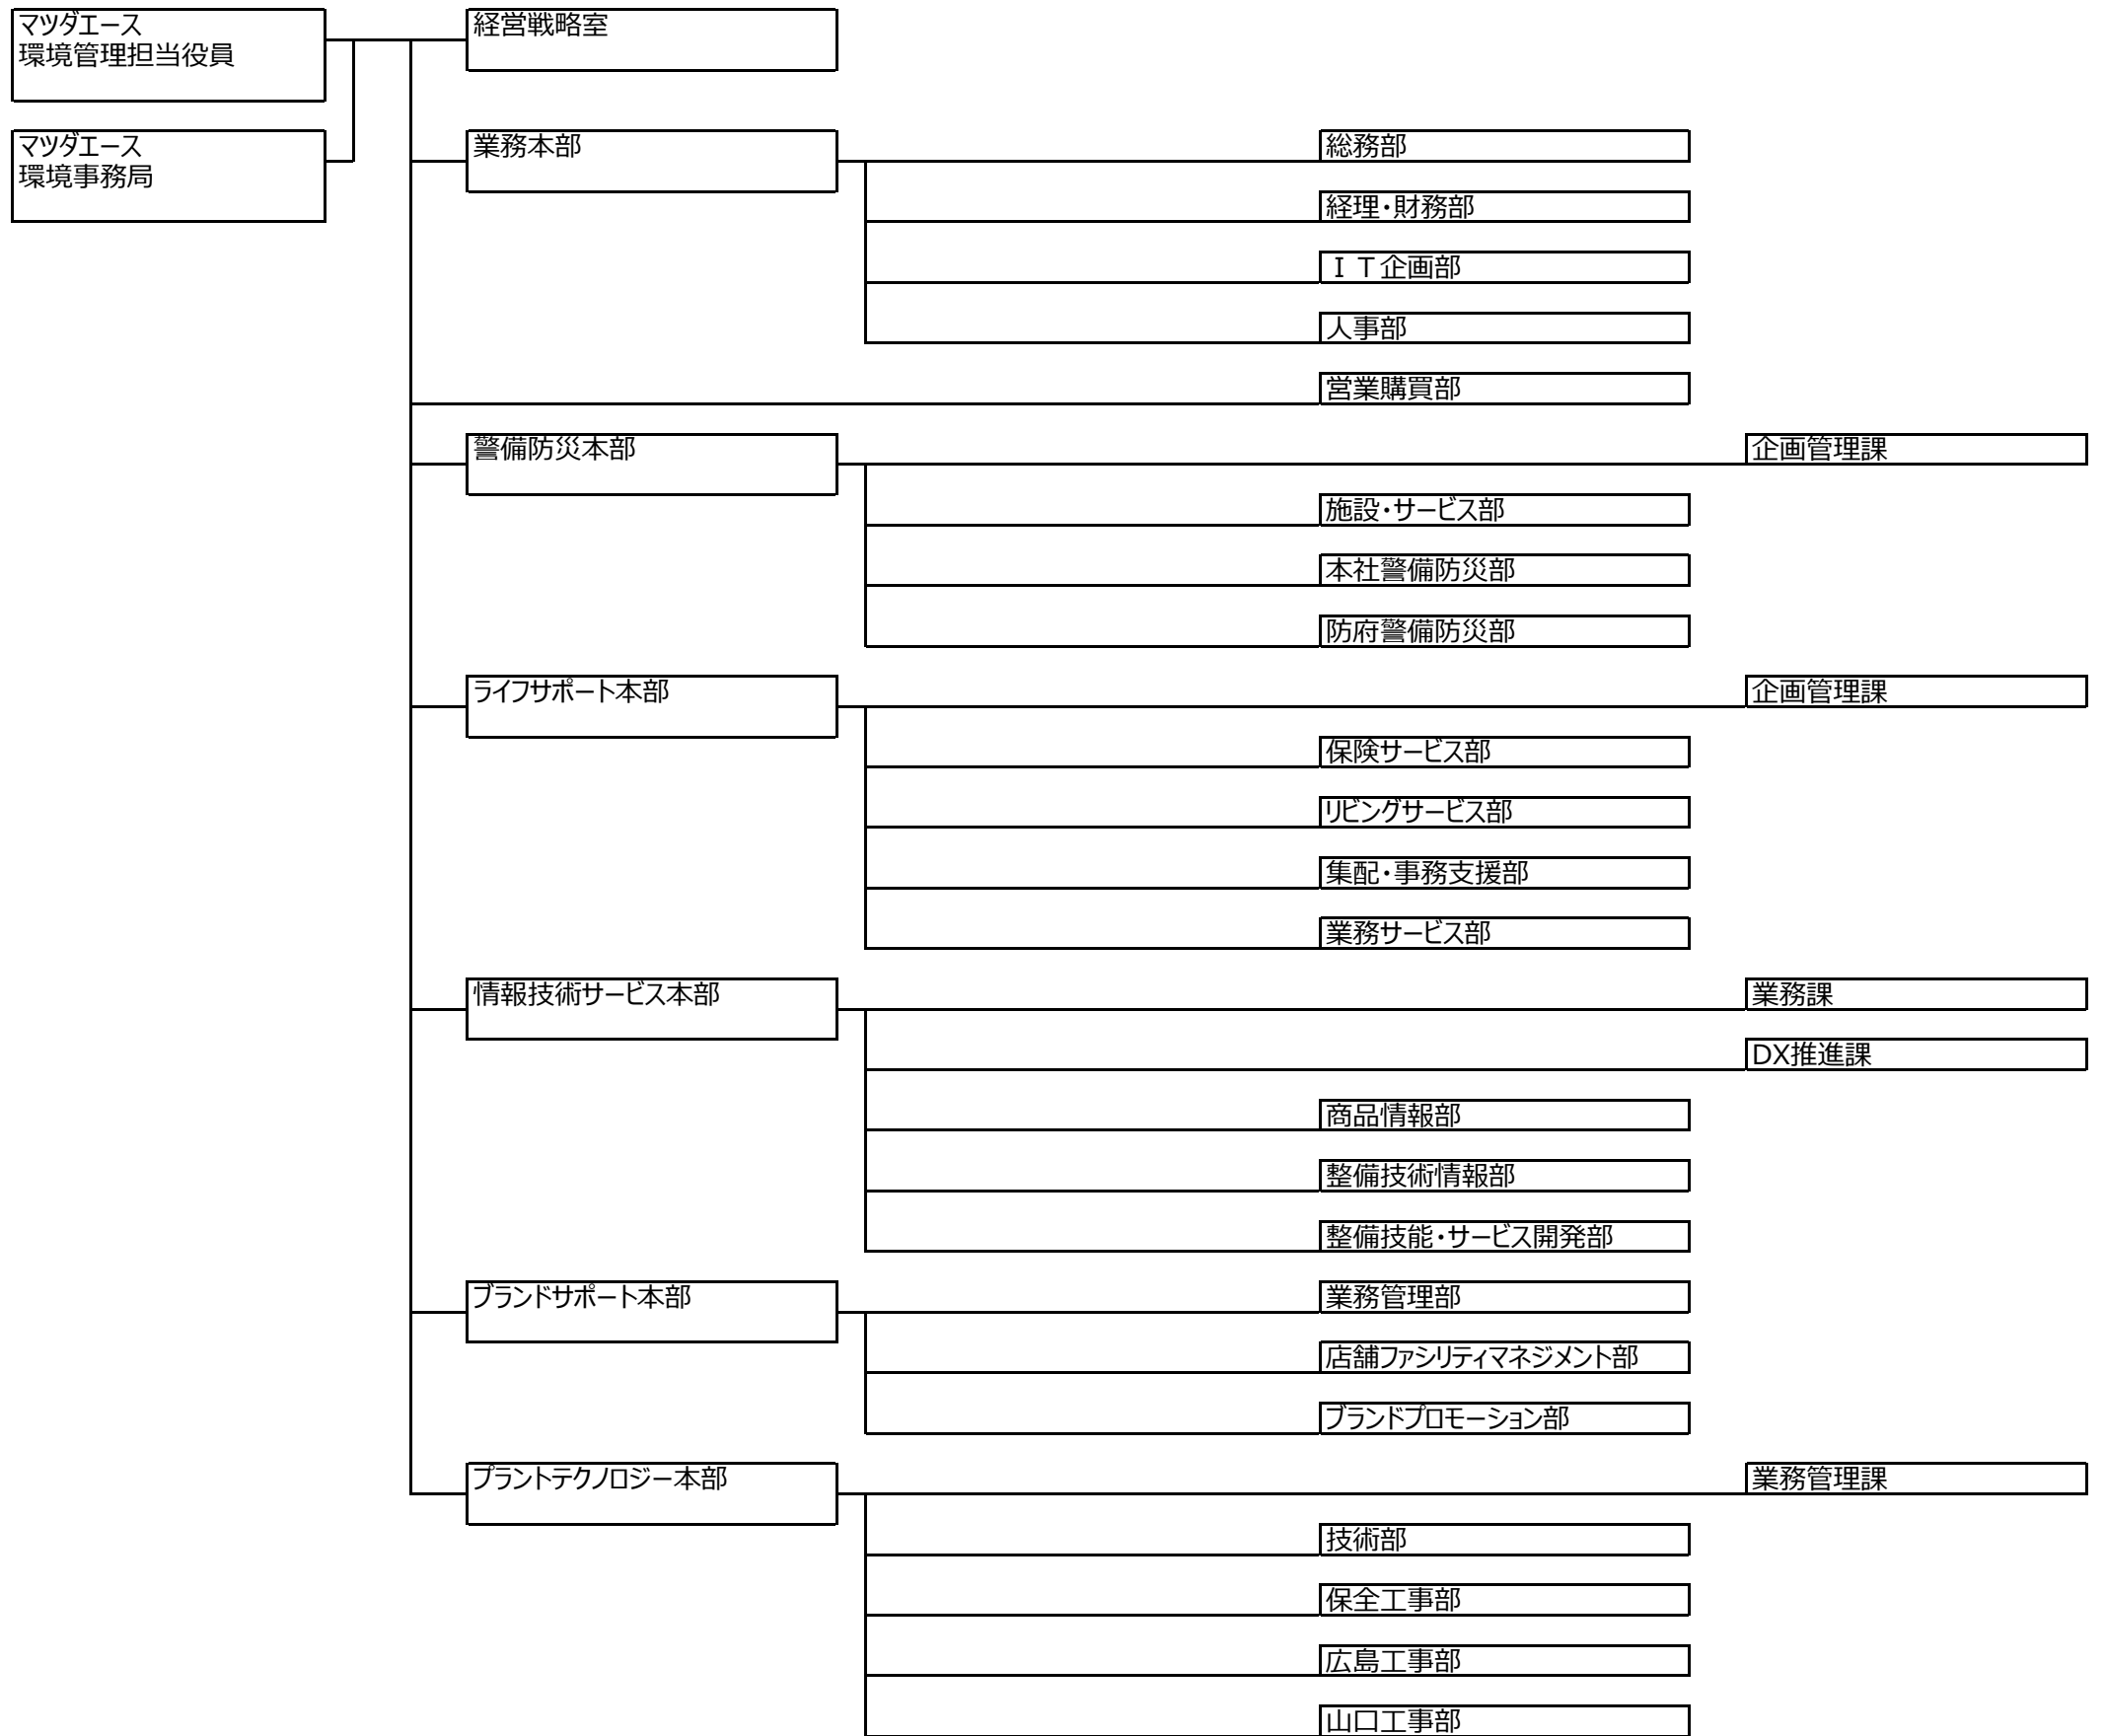 マツダエース
環境管理担当役員
経営戦略室
マツダエース
環境事務局
業務本部
総務部
経理・財務部
ＩＴ企画部
人事部
営業購買部
警備防災本部
企画管理課
施設・サービス部
本社警備防災部
防府警備防災部
ライフサポート本部
企画管理課
保険サービス部
リビングサービス部
集配・事務支援部
業務サービス部
情報技術サービス本部
業務課
DX推進課
商品情報部
整備技術情報部
整備技能・サービス開発部
ブランドサポート本部
業務管理部
店舗ファシリティマネジメント部
ブランドプロモーション部
プラントテクノロジー本部
業務管理課
技術部
保全工事部
広島工事部
山口工事部